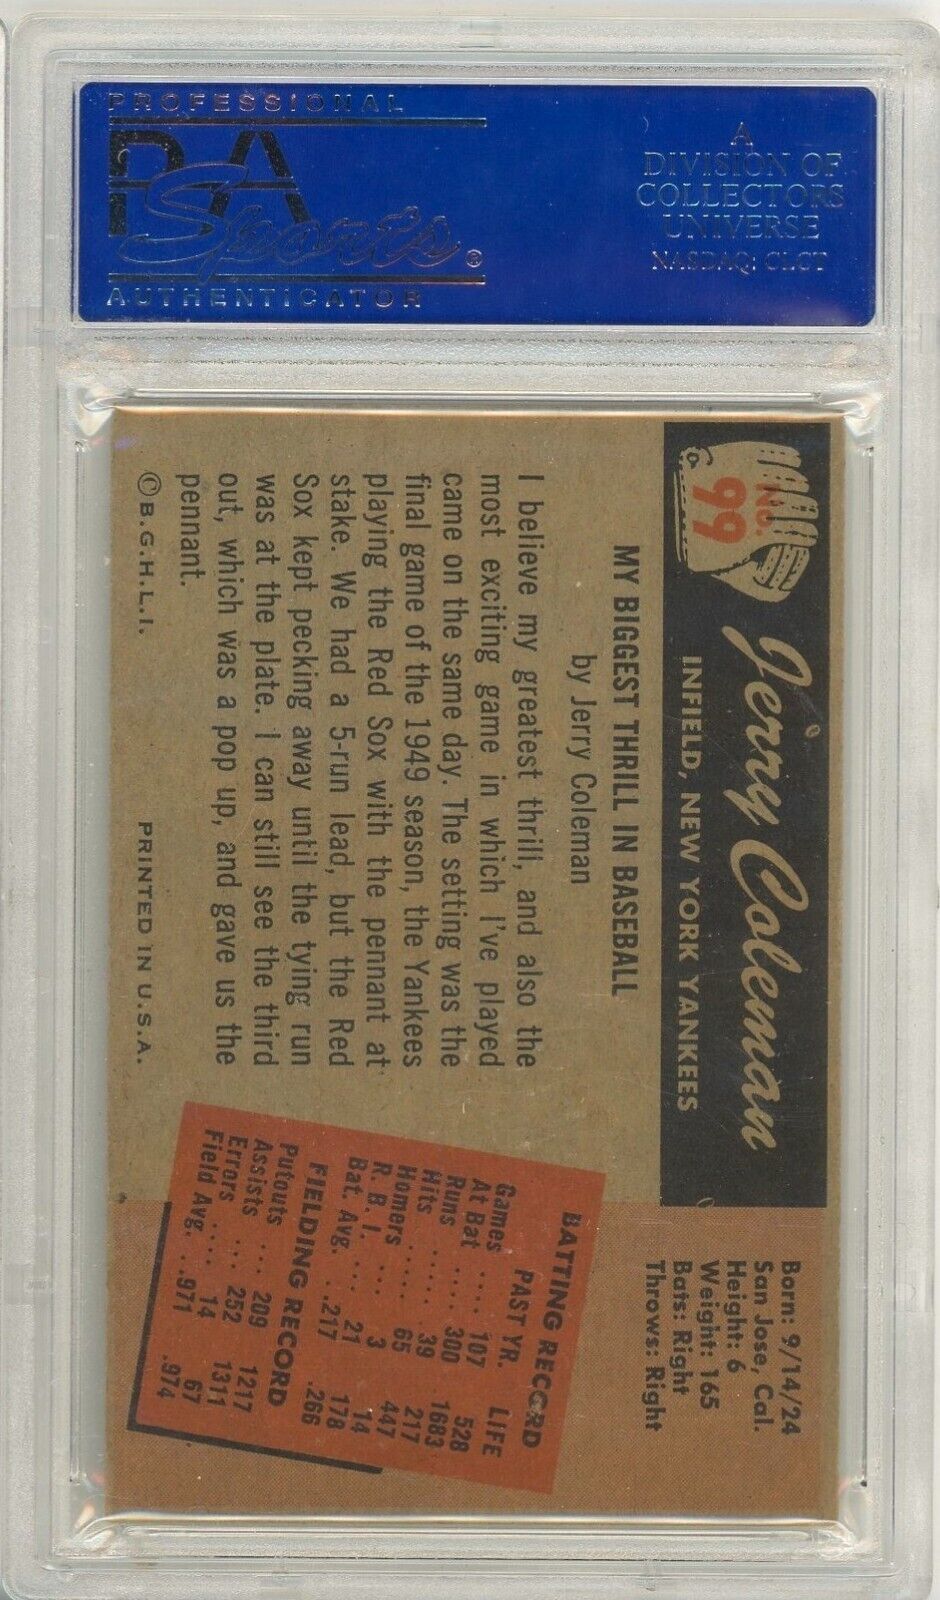 PROFESSIONAL
PSA
Sports®
AUTHENTICATOR
A
DIVISION OF
COLLECTORS
UNIVERSE
NASDAQ: CLCT
No.
99
Jerry Coleman
INFIELD, NEW YORK YANKEES
MY BIGGEST THRILL IN BASEBALL
by Jerry Coleman
I believe my greatest thrill, and also the
most exciting game in which I've played
came on the same day. The setting was the
final game of the 1949 season, the Yankees
playing the Red Sox with the pennant at
stake. We had a 5-run lead, but the Red
Sox kept pecking away until the tying run
was at the plate. I can still see the third
out, which was a pop up, and gave us the
pennant.
© B.G.H.L.I. PRINTED IN U.S.A.
Born: 9/14/24
San Jose, Cal.
Height: 6
Weight: 165
Bats: Right
Throws: Right
BATTING RECORD
PAST YR. LIFE
Games .... 107 528
At Bat .... 300 1683
Runs .... 39 217
Hits .... 65 447
Homers .... 3 14
R. B. I. .... 21 178
Bat. Avg. .. .217 .266
FIELDING RECORD
Putouts ... 209 1217
Assists ... 252 1311
Errors .... 14 67
Field Avg. .. .971 .974